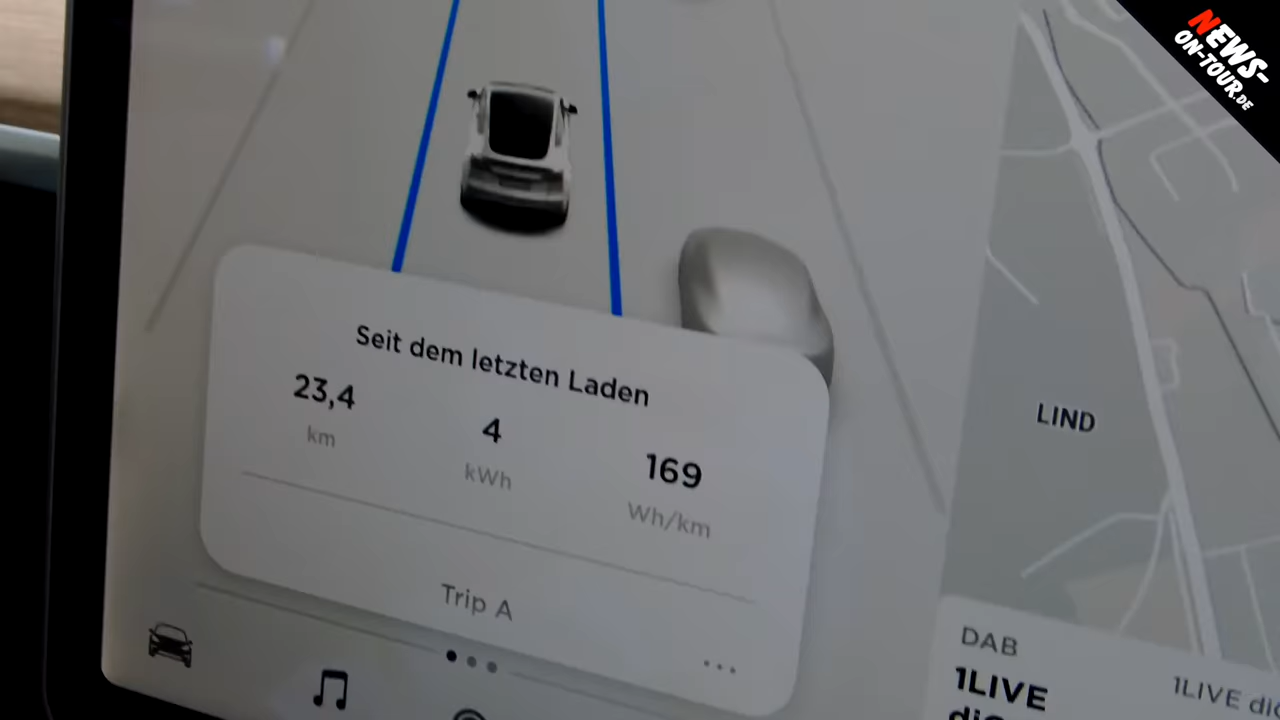 NEWS-
ON-TOUR.DE
Seit dem letzten Laden
23,4
km
4
kWh
169
Wh/km
Trip A
LIND
DAB
1LIVE
1LIVE